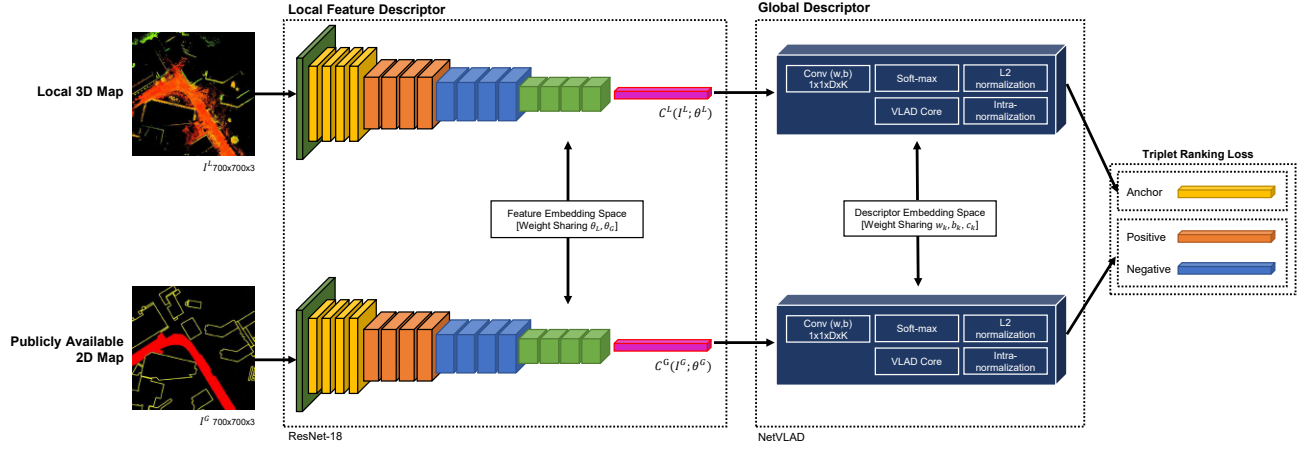 Local Feature Descriptor
Global Descriptor
Local 3D Map
I^L 700x700x3
C^L(I^L; θ^L)
Conv (w,b)
1x1xDxK
Soft-max
L2
normalization
VLAD Core
Intra-
normalization
Feature Embedding Space
[Weight Sharing θ_L, θ_G]
Descriptor Embedding Space
[Weight Sharing w_k, b_k, c_k]
Triplet Ranking Loss
Anchor
Positive
Negative
Publicly Available
2D Map
I^G 700x700x3
C^G(I^G; θ^G)
Conv (w,b)
1x1xDxK
Soft-max
L2
normalization
VLAD Core
Intra-
normalization
ResNet-18
NetVLAD